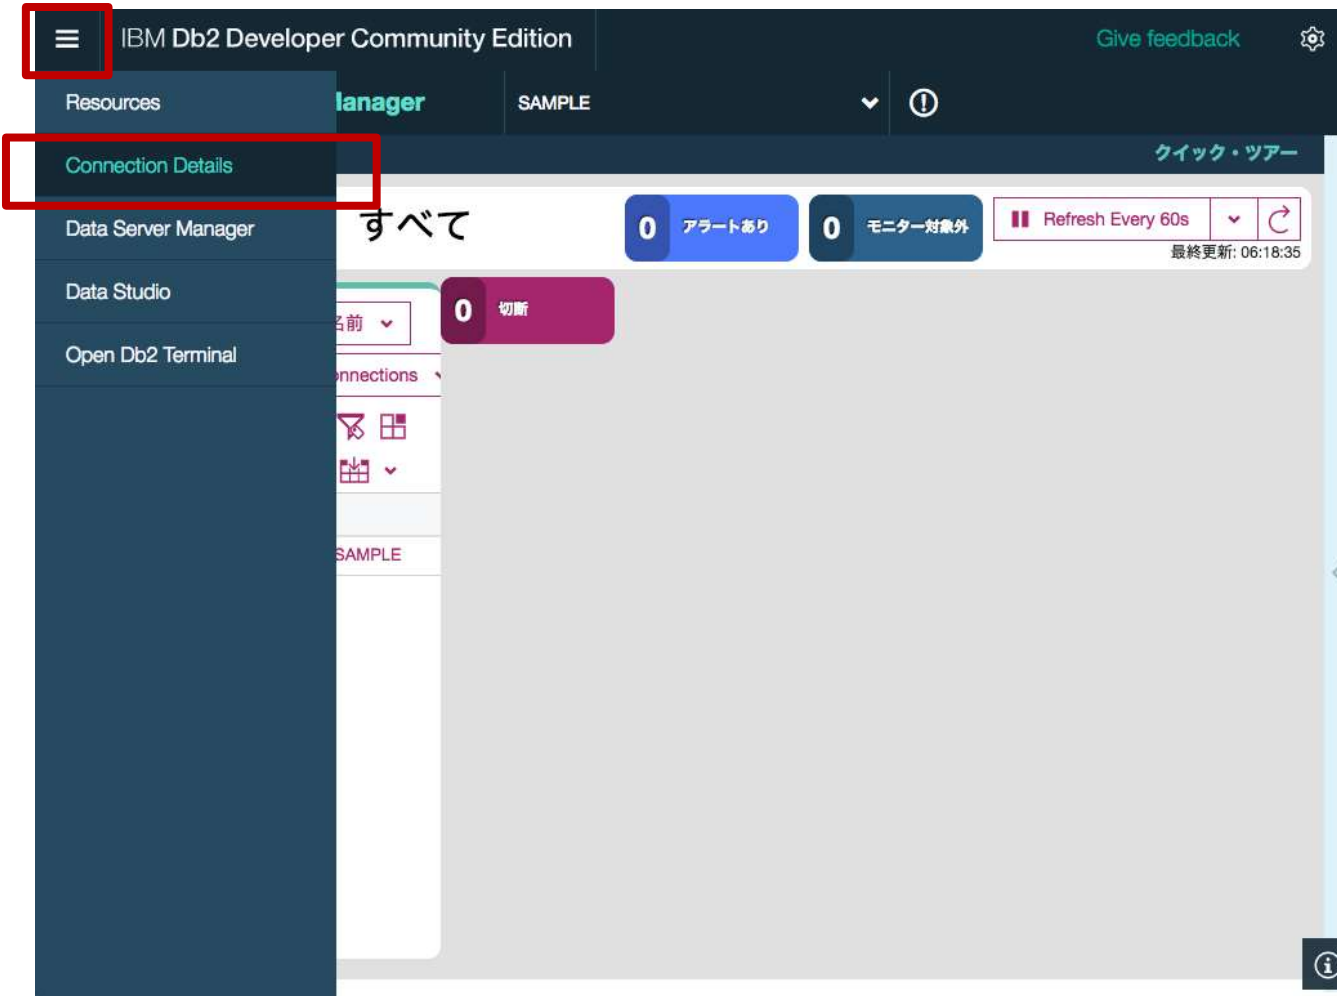 IBM Db2 Developer Community Edition
Give feedback
Resources
Connection Details
Data Server Manager
Data Studio
Open Db2 Terminal
Manager
SAMPLE
クイック・ツアー
すべて
0 アラートあり
0 モニター対象外
Refresh Every 60s
最終更新: 06:18:35
名前
0 切断
onnections
SAMPLE